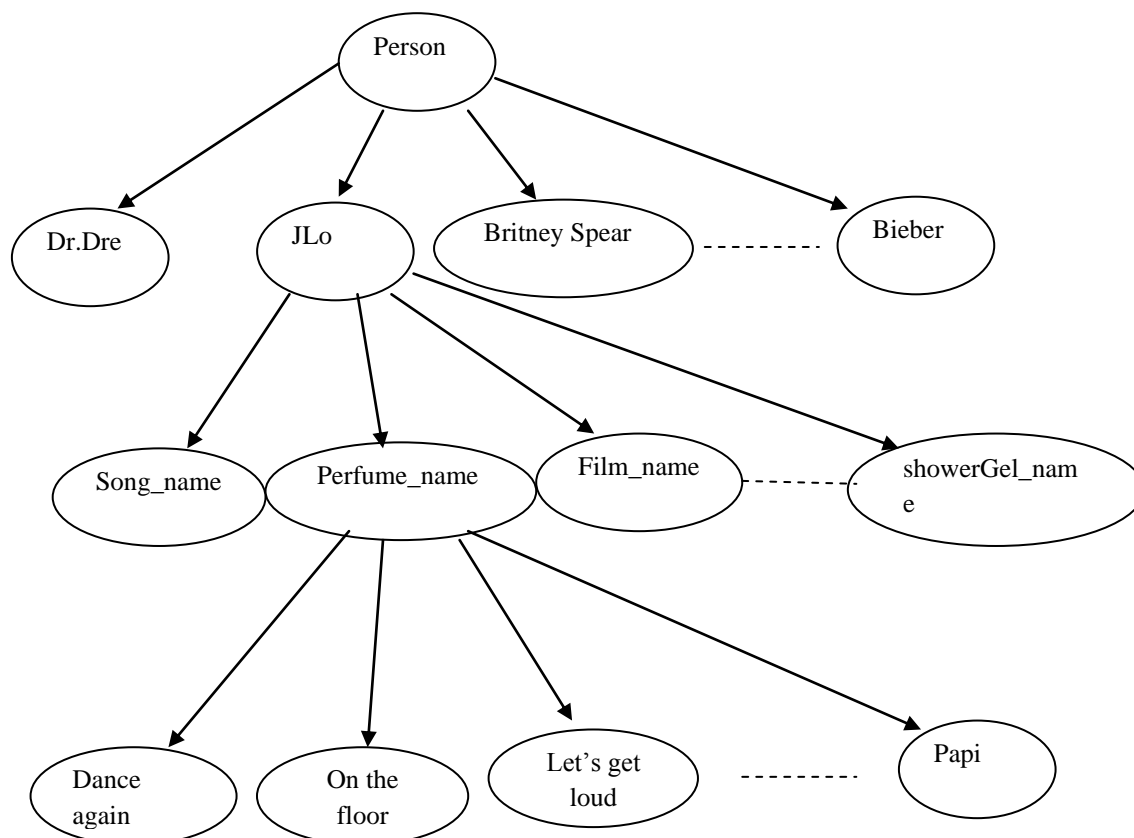 Person
Dr.Dre
JLo
Britney Spear
Bieber
Song_name
Perfume_name
Film_name
showerGel_nam
e
Dance
again
On the
floor
Let’s get
loud
Papi